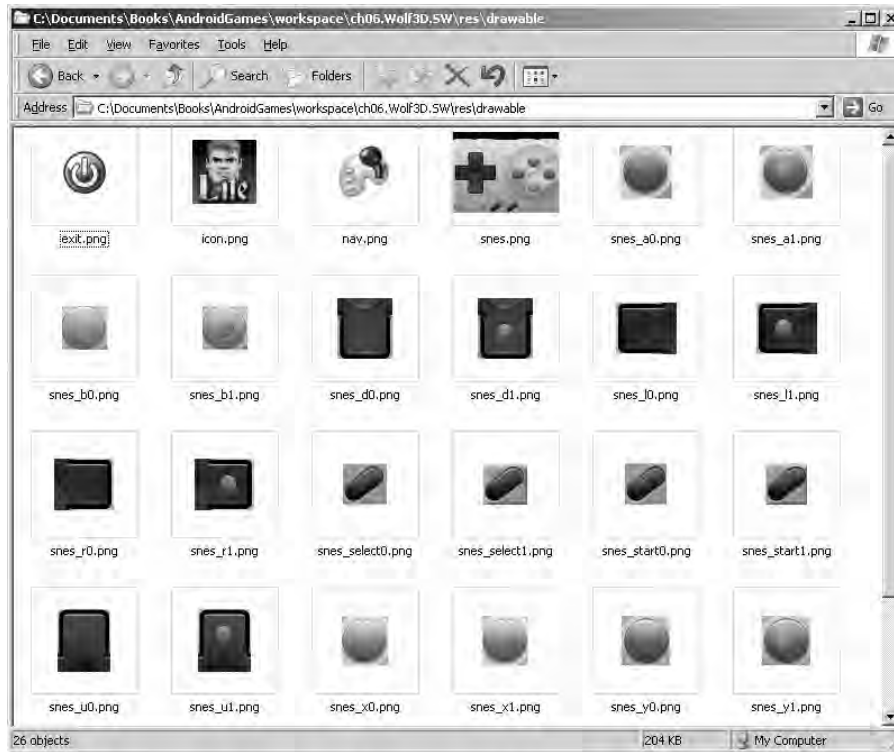 C:\Documents\Books\AndroidGames\workspace\ch06.Wolf3D.SW\res\drawable
File Edit View Favorites Tools Help
Back Search Folders
Address C:\Documents\Books\AndroidGames\workspace\ch06.Wolf3D.SW\res\drawable Go
Lite
exit.png icon.png nav.png snes.png snes_a0.png snes_a1.png
snes_b0.png snes_b1.png snes_d0.png snes_d1.png snes_l0.png snes_l1.png
snes_r0.png snes_r1.png snes_select0.png snes_select1.png snes_start0.png snes_start1.png
snes_u0.png snes_u1.png snes_x0.png snes_x1.png snes_y0.png snes_y1.png
26 objects 204 KB My Computer